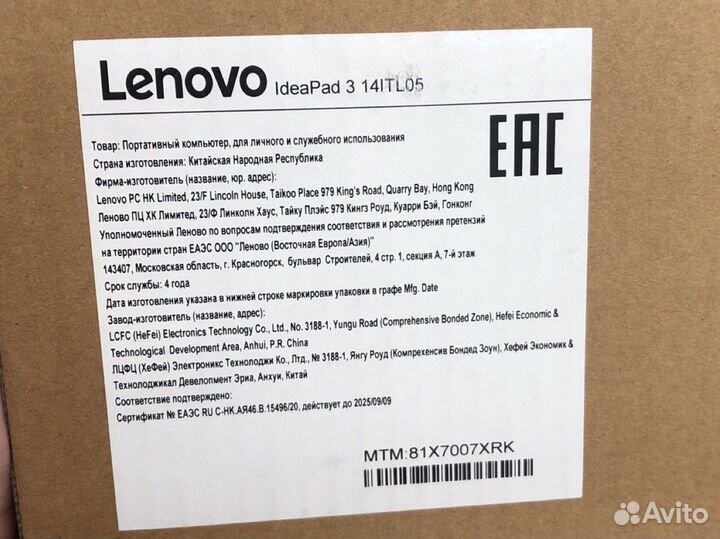 Lenovo IdeaPad 3 14ITL05
EAC
Товар: Портативный компьютер, для личного и служебного использования
Страна изготовления: Китайская Народная Республика
Фирма-изготовитель (название, юр. адрес):
Lenovo PC HK Limited, 23/F Lincoln House, Taikoo Place 979 King's Road, Quarry Bay, Hong Kong
Леново ПЦ ХК Лимитед, 23/Ф Линколн Хаус, Тайку Плэйс 979 Кингз Роуд, Куарри Бэй, Гонконг
Уполномоченный Леново по вопросам подтверждения соответствия и рассмотрения претензий
на территории стран ЕАЭС ООО "Леново (Восточная Европа/Азия)"
143407, Московская область, г. Красногорск, бульвар Строителей, 4 стр. 1, секция А, 7-й этаж
Срок службы: 4 года
Дата изготовления указана в нижней строке маркировки упаковки в графе Mfg. Date
Завод-изготовитель (название, адрес):
LCFC (HeFei) Electronics Technology Co., Ltd., No. 3188-1, Yungu Road (Comprehensive Bonded Zone), Hefei Economic &
Technological Development Area, Anhui, P.R. China
ЛЦФЦ (ХеФей) Электроникс Технолоджи Ко., Лтд., № 3188-1, Янгу Роуд (Компрехенсив Бондед Зоун), Хефей Экономик &
Технолоджикал Девелопмент Эриа, Анхуи, Китай
Соответствие подтверждено:
Сертификат № ЕАЭС RU С-НК.АЯ46.В.15496/20, действует до 2025/09/09
MTM:81X7007XRK
Avito